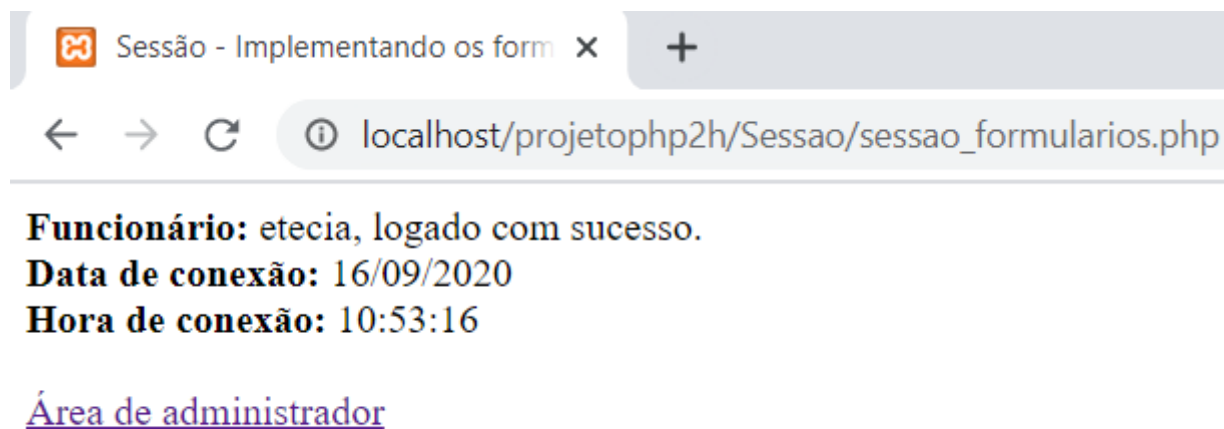 Sessão - Implementando os form
localhost/projetophp2h/Sessao/sessao_formularios.php
Funcionário: etecia, logado com sucesso.
Data de conexão: 16/09/2020
Hora de conexão: 10:53:16
Área de administrador